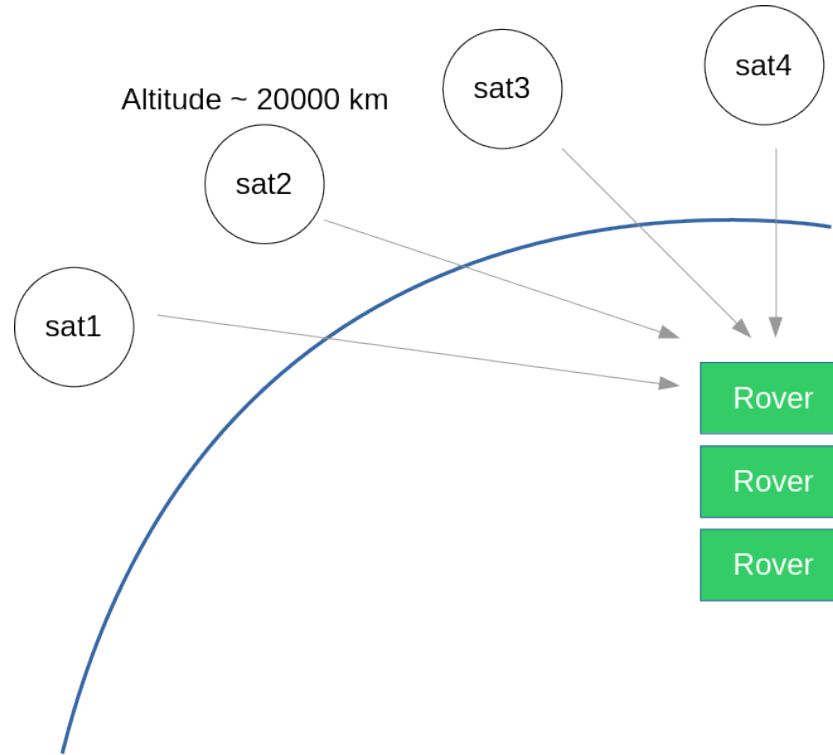 sat4
sat3
Altitude ~ 20000 km
sat2
sat1
Rover
Rover
Rover